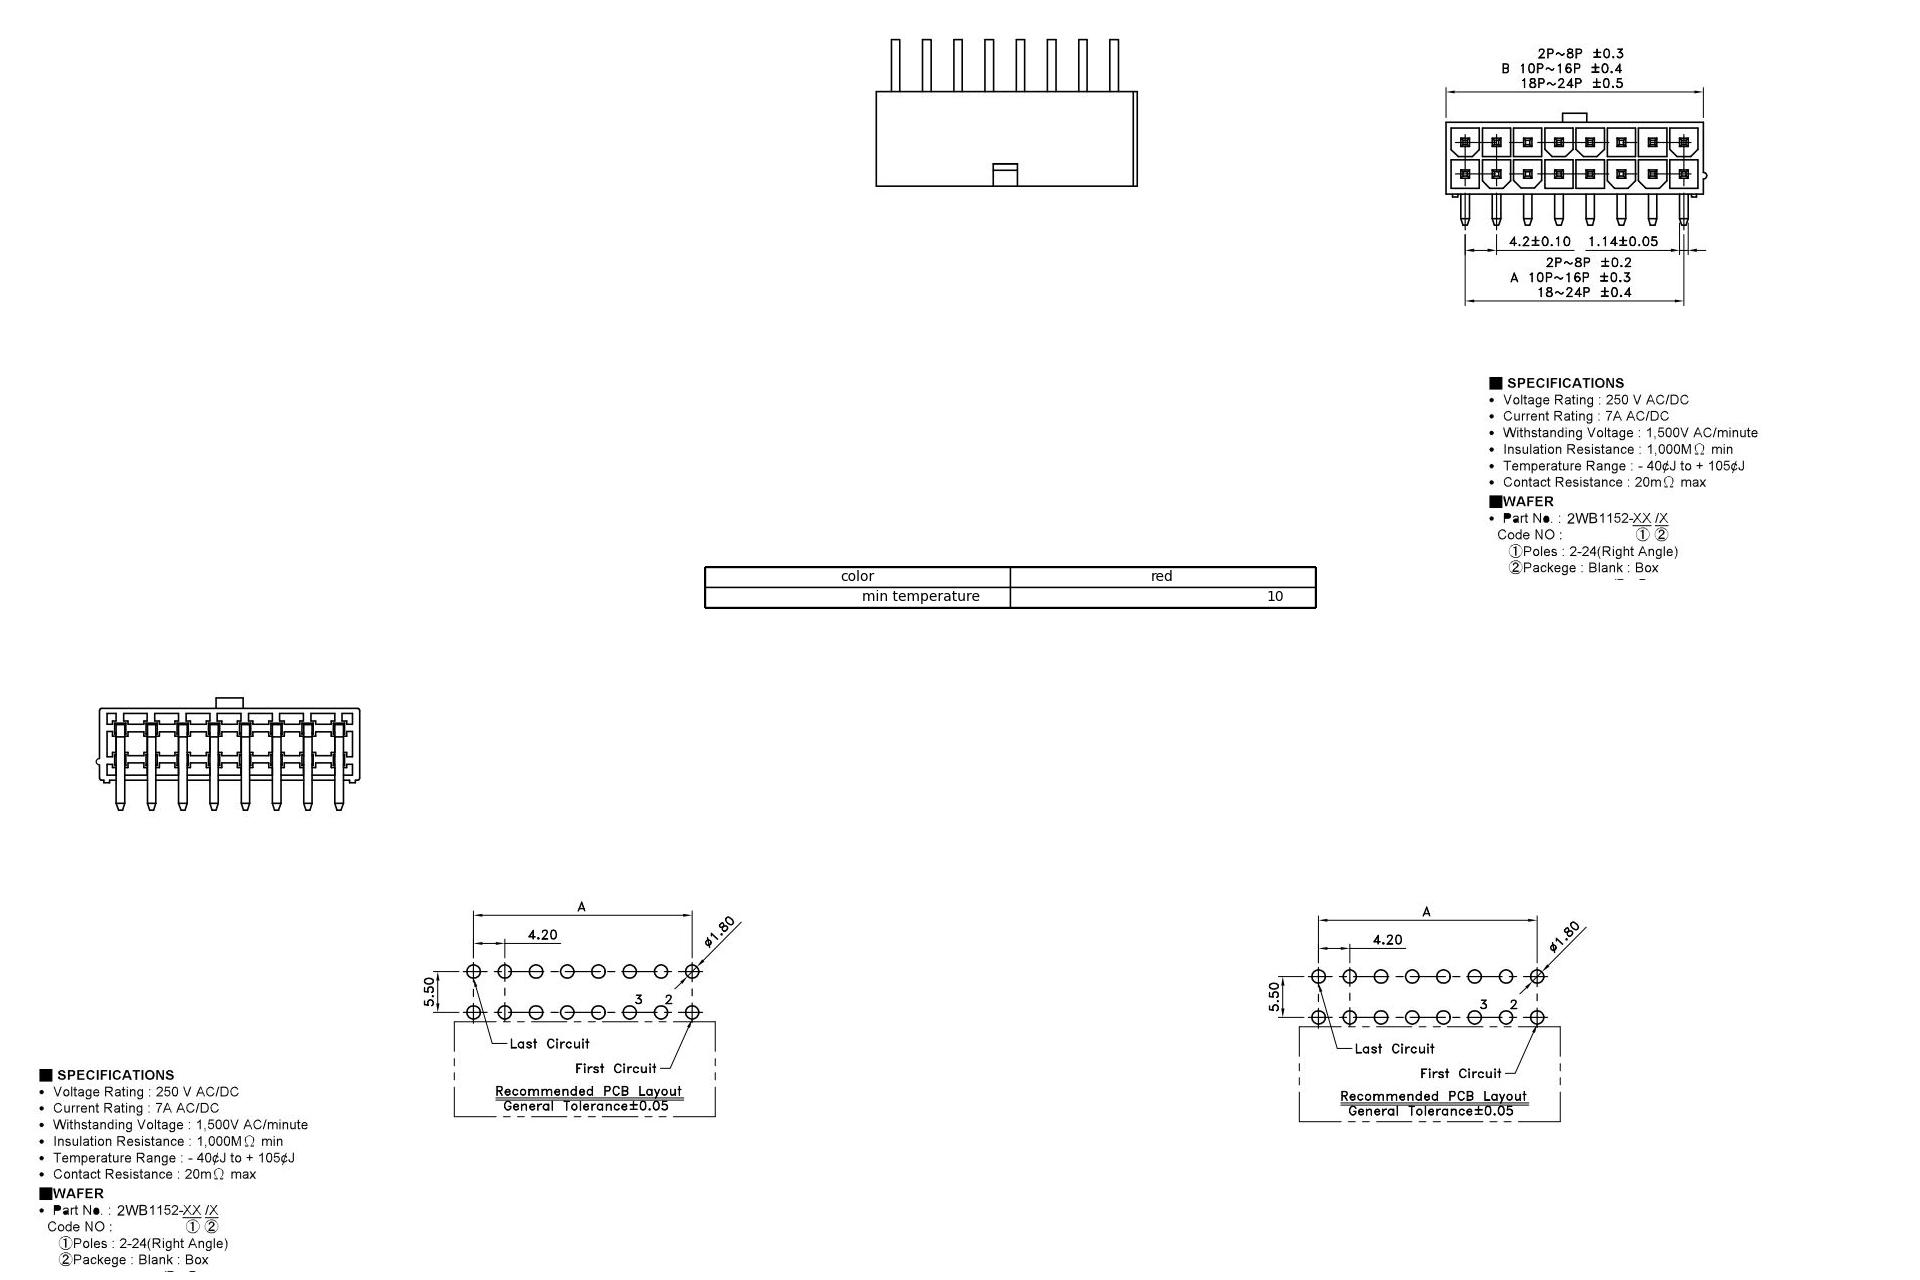 2P~8P ±0.3
B 10P~16P ±0.4
18P~24P ±0.5
4.2±0.10
1.14±0.05
2P~8P ±0.2
A 10P~16P ±0.3
18~24P ±0.4
■ SPECIFICATIONS
• Voltage Rating : 250 V AC/DC
• Current Rating : 7A AC/DC
• Withstanding Voltage : 1,500V AC/minute
• Insulation Resistance : 1,000MΩ min
• Temperature Range : - 40¢J to + 105¢J
• Contact Resistance : 20mΩ max
■WAFER
• Part No. : 2WB1152-XX /X
Code NO : ① ②
①Poles : 2-24(Right Angle)
②Packege : Blank : Box
color red
min temperature 10
A
4.20
ø1.80
5.50
3 2
Last Circuit
First Circuit
Recommended PCB Layout
General Tolerance±0.05
A
4.20
ø1.80
5.50
3 2
Last Circuit
First Circuit
Recommended PCB Layout
General Tolerance±0.05
■ SPECIFICATIONS
• Voltage Rating : 250 V AC/DC
• Current Rating : 7A AC/DC
• Withstanding Voltage : 1,500V AC/minute
• Insulation Resistance : 1,000MΩ min
• Temperature Range : - 40¢J to + 105¢J
• Contact Resistance : 20mΩ max
■WAFER
• Part No. : 2WB1152-XX /X
Code NO : ① ②
①Poles : 2-24(Right Angle)
②Packege : Blank : Box